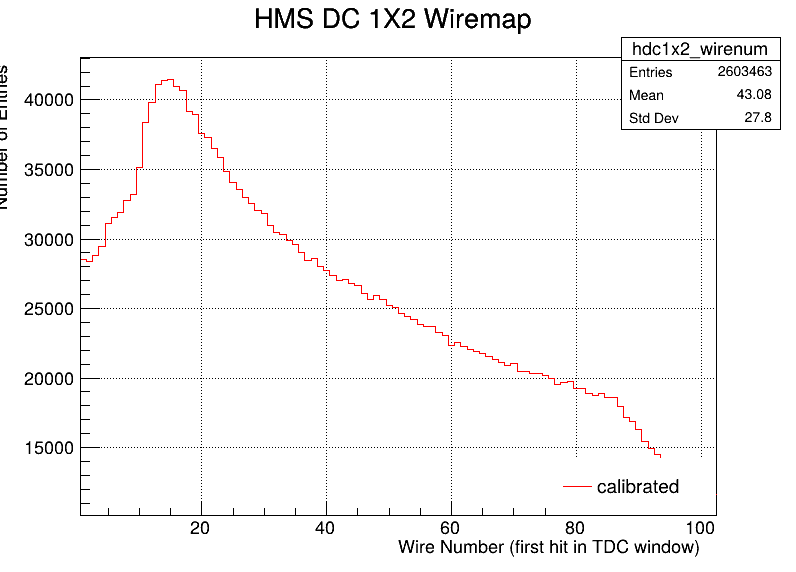 HMS DC 1X2 Wiremap
hdc1x2_wirenum
Entries 2603463
Mean 43.08
Std Dev 27.8
Number of Entries
40000
35000
30000
25000
20000
15000
calibrated
20 40 60 80 100
Wire Number (first hit in TDC window)